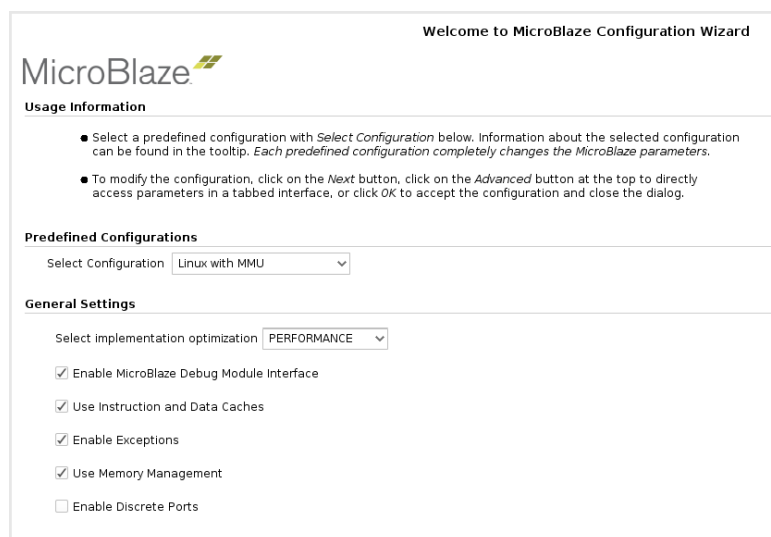 Welcome to MicroBlaze Configuration Wizard
MicroBlaze
Usage Information
● Select a predefined configuration with Select Configuration below. Information about the selected configuration
can be found in the tooltip. Each predefined configuration completely changes the MicroBlaze parameters.
● To modify the configuration, click on the Next button, click on the Advanced button at the top to directly
access parameters in a tabbed interface, or click OK to accept the configuration and close the dialog.
Predefined Configurations
Select Configuration Linux with MMU
General Settings
Select implementation optimization PERFORMANCE
Enable MicroBlaze Debug Module Interface
Use Instruction and Data Caches
Enable Exceptions
Use Memory Management
Enable Discrete Ports